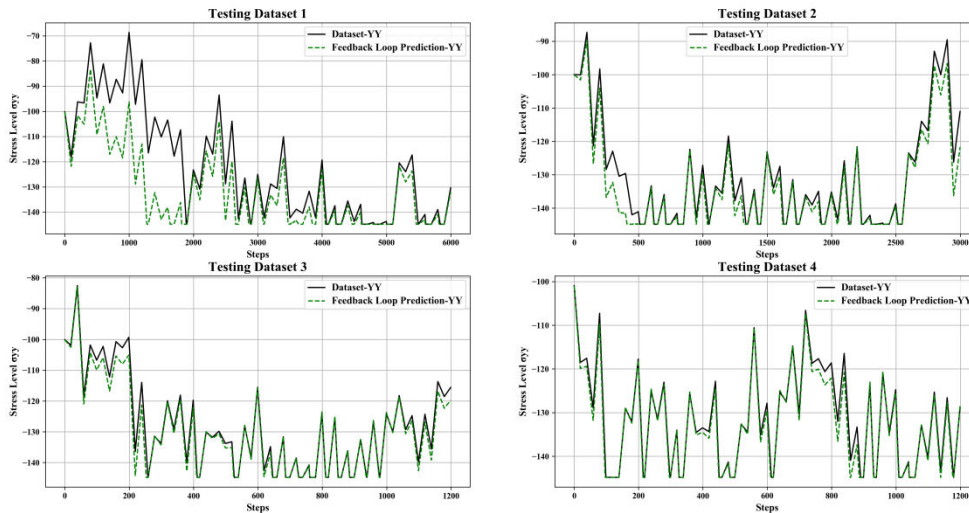 Testing Dataset 1
Dataset-YY
Feedback Loop Prediction-YY
Stress Level σyy
−70
−80
−90
−100
−110
−120
−130
−140
0
1000
2000
3000
4000
5000
6000
Steps
Testing Dataset 2
Dataset-YY
Feedback Loop Prediction-YY
Stress Level σyy
−90
−100
−110
−120
−130
−140
0
500
1000
1500
2000
2500
3000
Steps
Testing Dataset 3
Dataset-YY
Feedback Loop Prediction-YY
Stress Level σyy
−80
−90
−100
−110
−120
−130
−140
0
200
400
600
800
1000
1200
Steps
Testing Dataset 4
Dataset-YY
Feedback Loop Prediction-YY
Stress Level σyy
−100
−110
−120
−130
−140
0
200
400
600
800
1000
1200
Steps